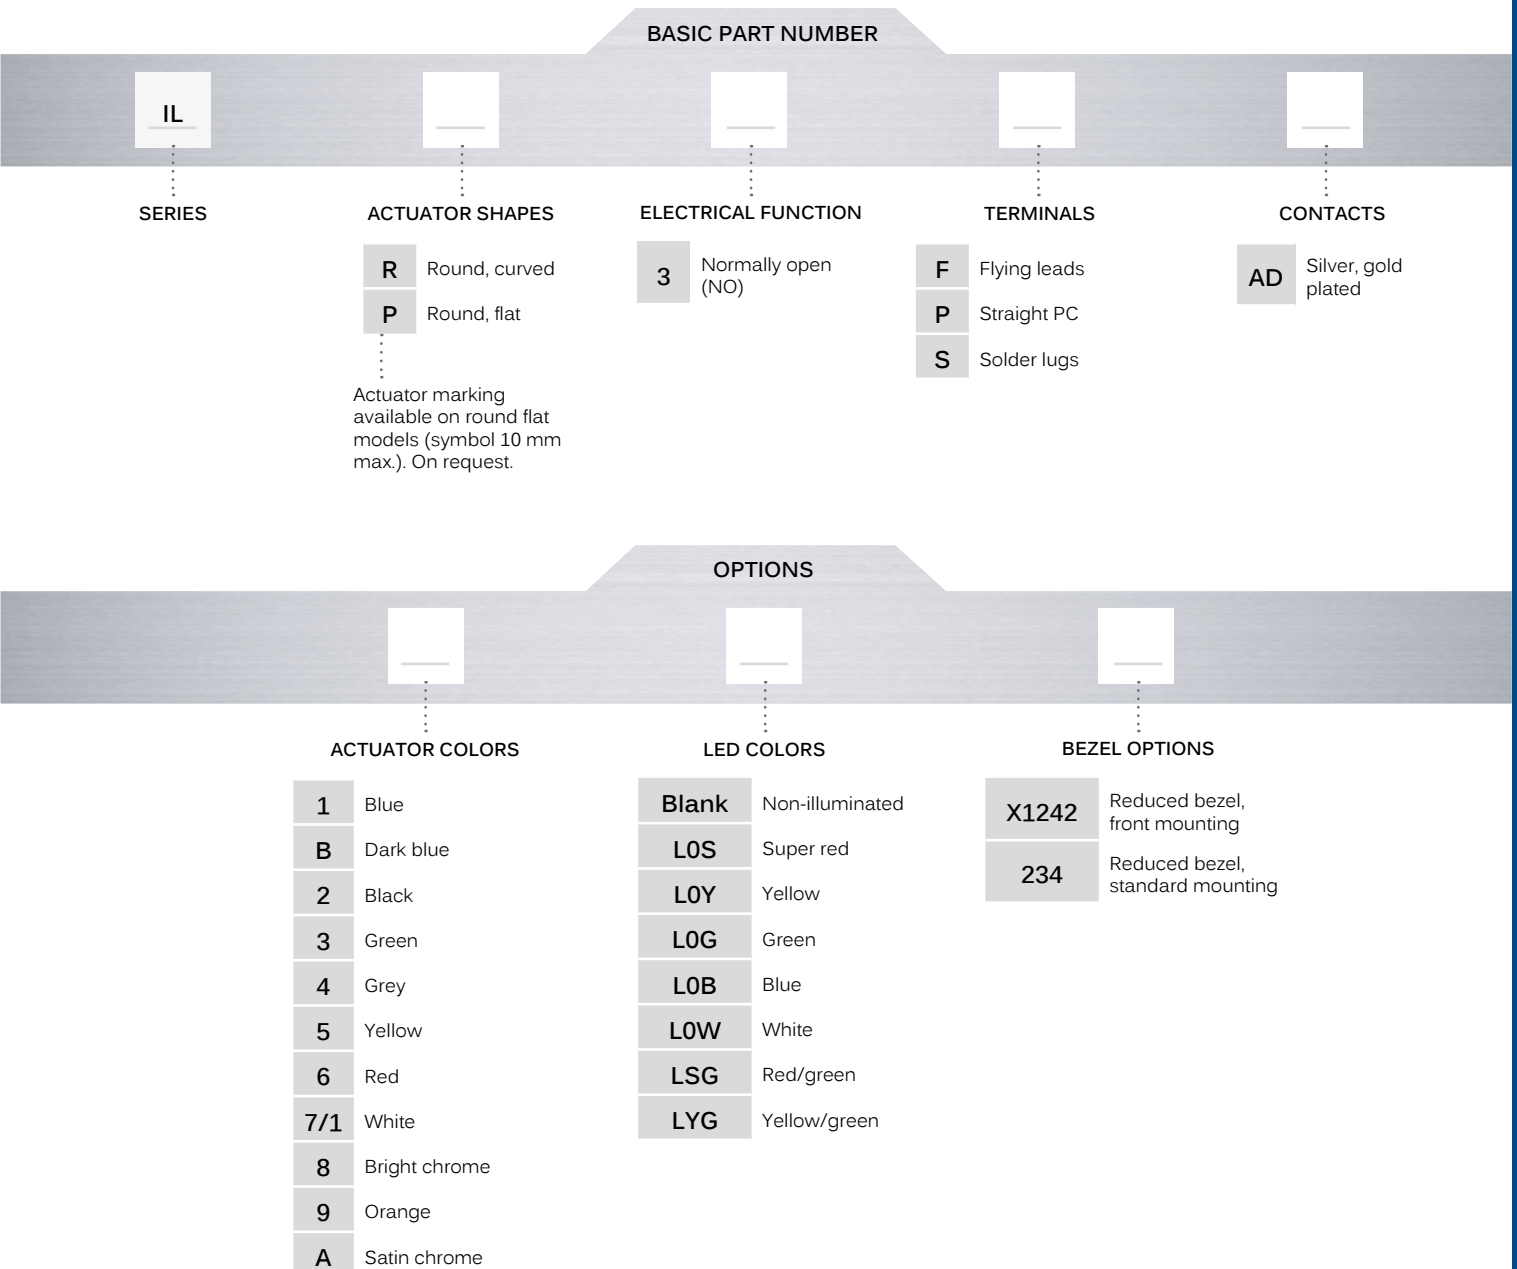 BASIC PART NUMBER
IL
SERIES
ACTUATOR SHAPES
R Round, curved
P Round, flat
Actuator marking
available on round flat
models (symbol 10 mm
max.). On request.
ELECTRICAL FUNCTION
3 Normally open
(NO)
TERMINALS
F Flying leads
P Straight PC
S Solder lugs
CONTACTS
AD Silver, gold
plated
OPTIONS
ACTUATOR COLORS
1 Blue
B Dark blue
2 Black
3 Green
4 Grey
5 Yellow
6 Red
7/1 White
8 Bright chrome
9 Orange
A Satin chrome
LED COLORS
Blank Non-illuminated
L0S Super red
L0Y Yellow
L0G Green
L0B Blue
L0W White
LSG Red/green
LYG Yellow/green
BEZEL OPTIONS
X1242 Reduced bezel,
front mounting
234 Reduced bezel,
standard mounting